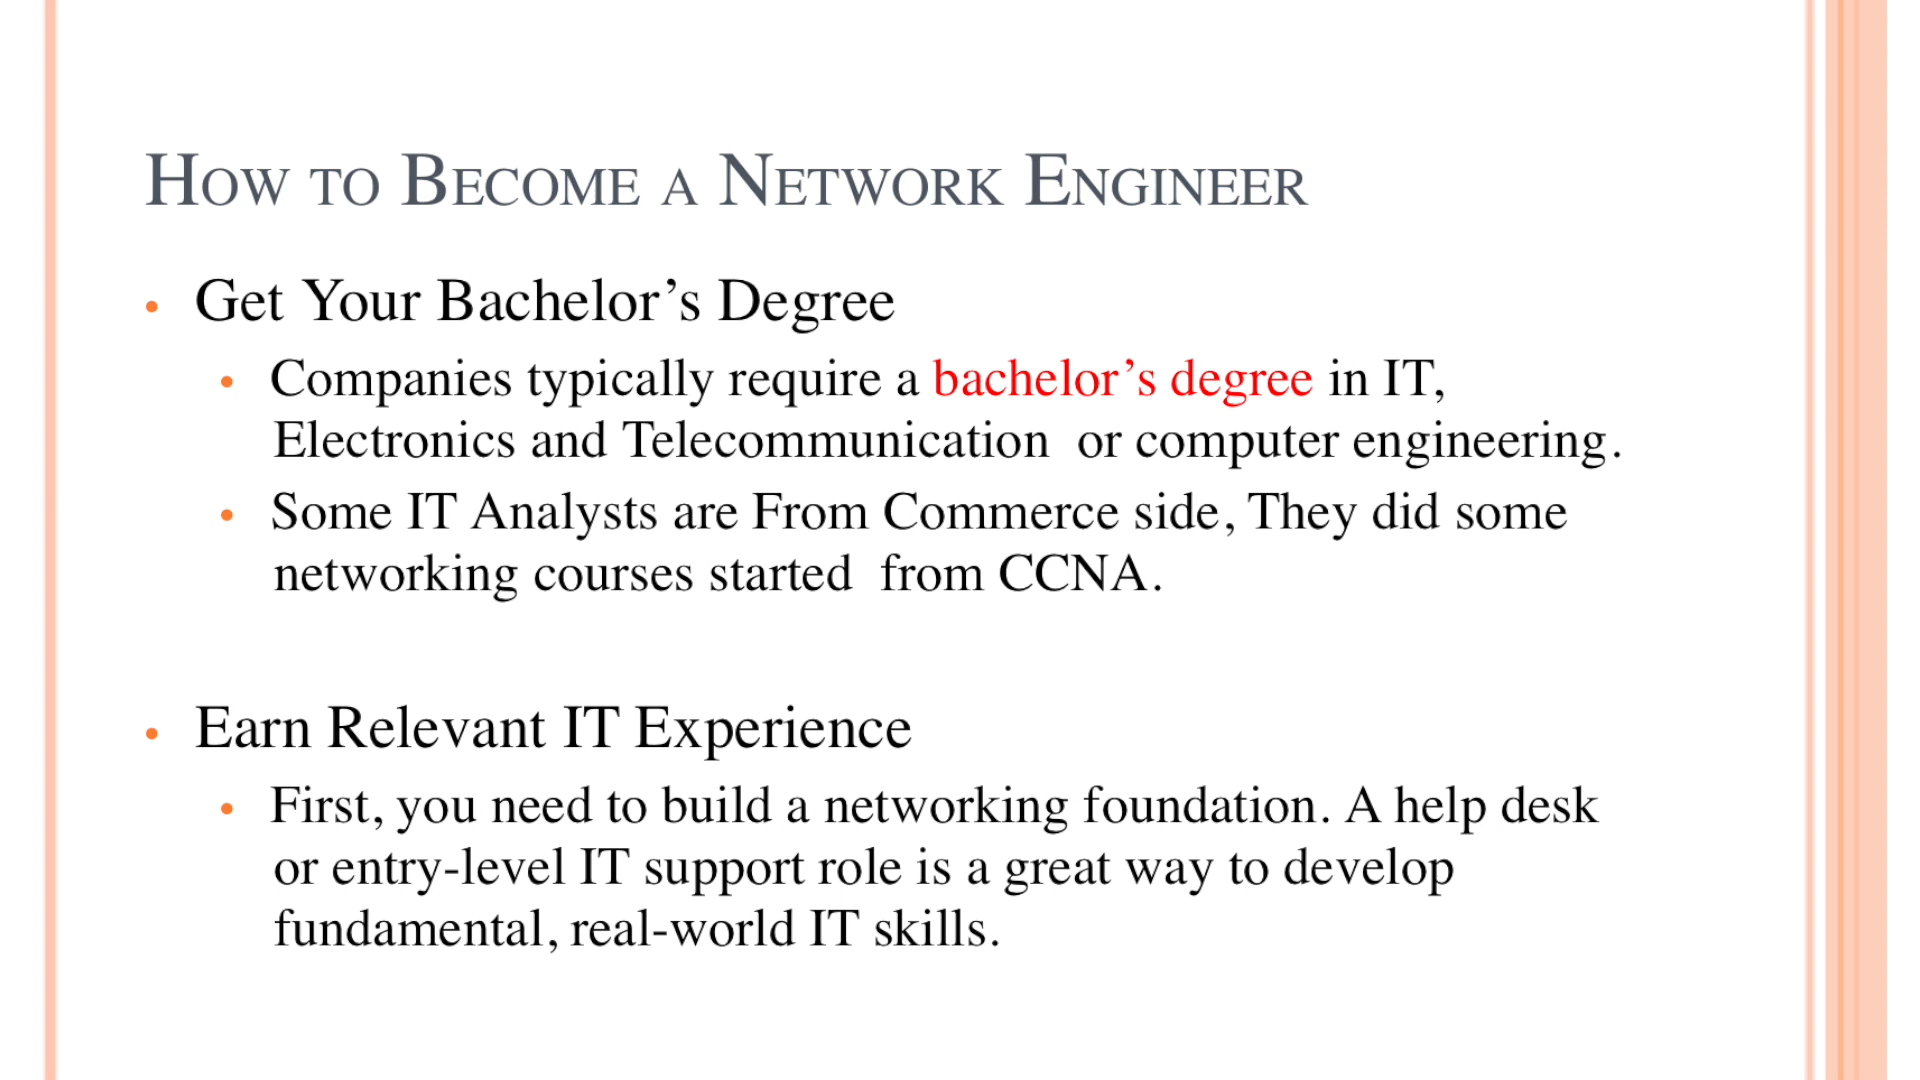 How to Become a Network Engineer
• Get Your Bachelor’s Degree
• Companies typically require a bachelor’s degree in IT,
Electronics and Telecommunication  or computer engineering.
• Some IT Analysts are From Commerce side, They did some
networking courses started  from CCNA.
• Earn Relevant IT Experience
• First, you need to build a networking foundation. A help desk
or entry-level IT support role is a great way to develop
fundamental, real-world IT skills.